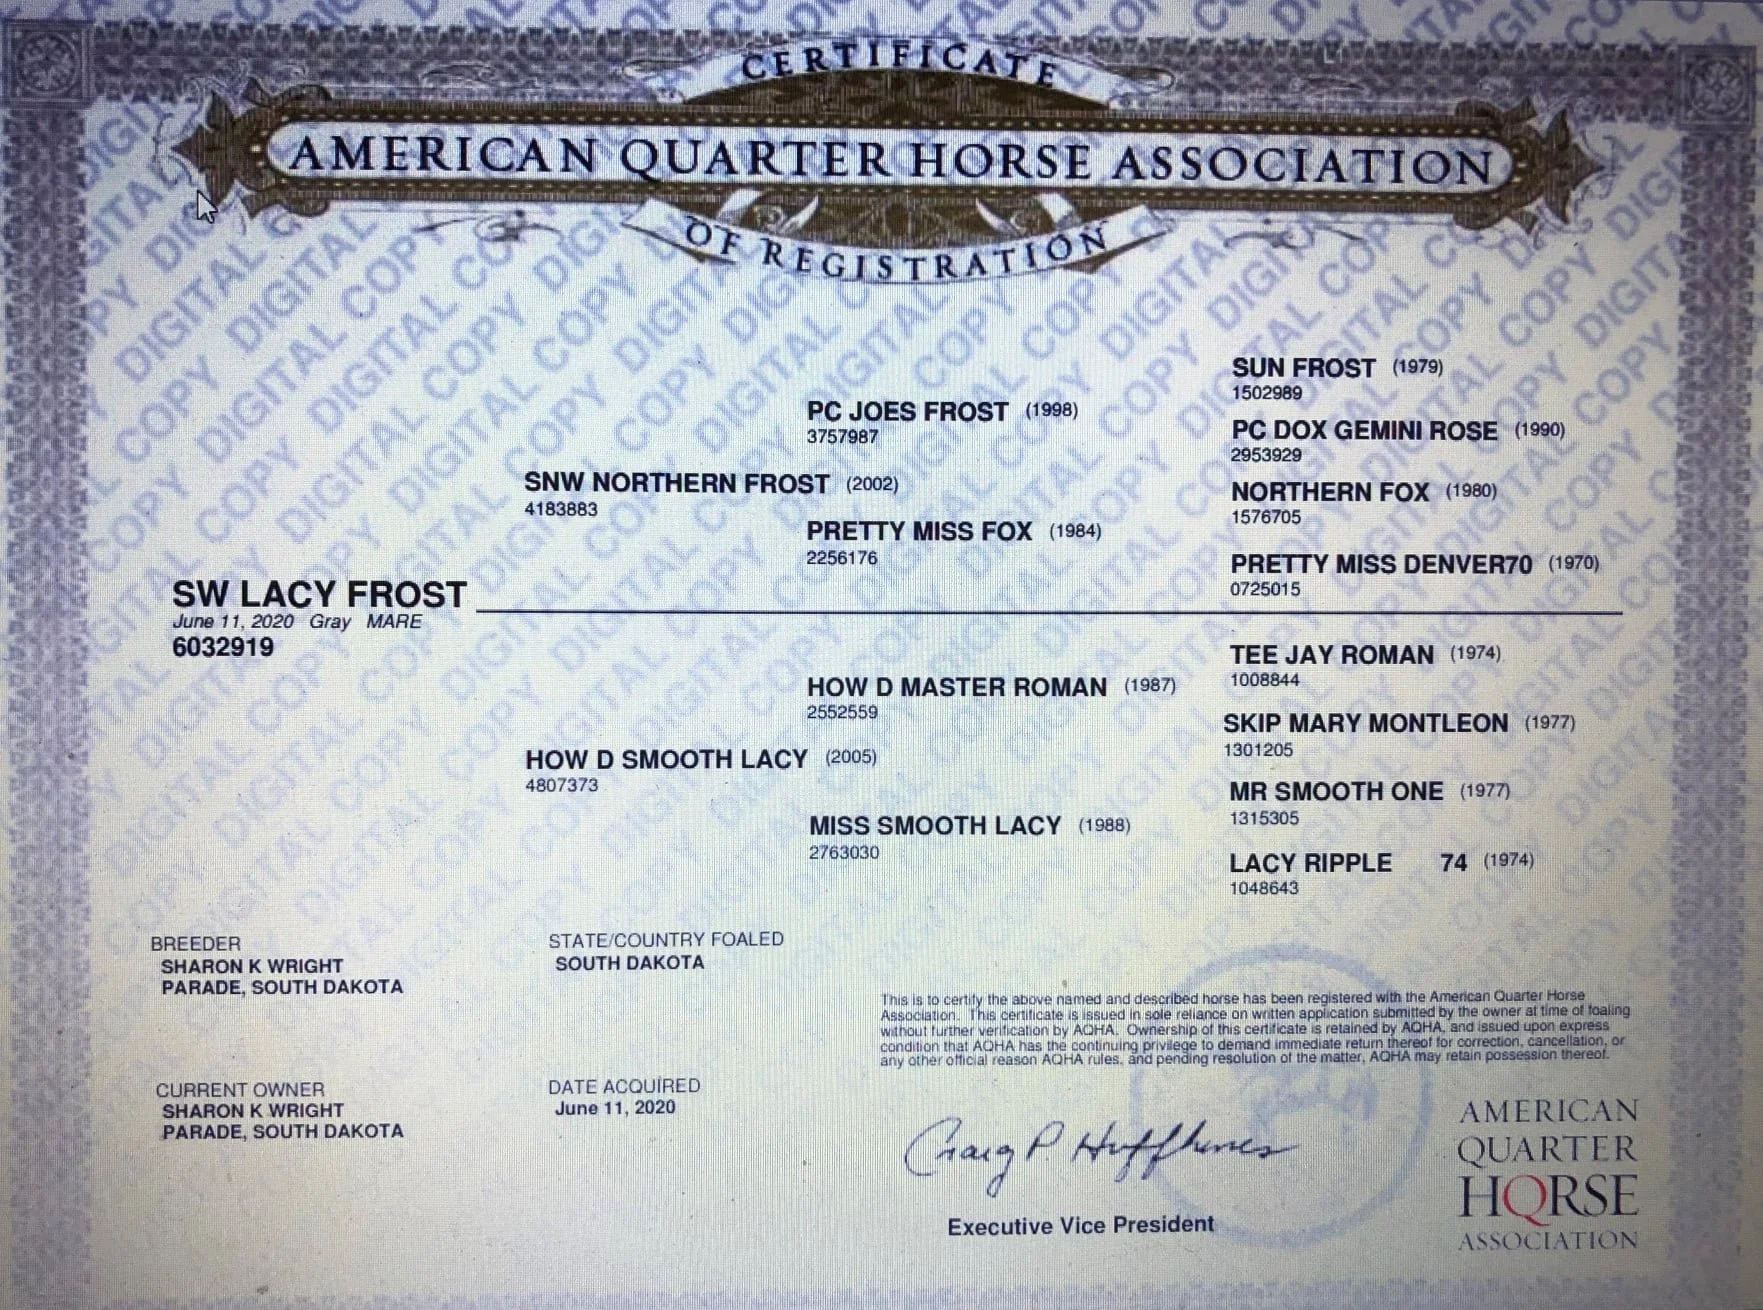 CERTIFICATE
AMERICAN QUARTER HORSE ASSOCIATION
OF REGISTRATION
SUN FROST (1979)
1502989
PC JOES FROST (1998)
3757987
PC DOX GEMINI ROSE (1990)
2953929
SNW NORTHERN FROST (2002)
4183883
NORTHERN FOX (1980)
1576705
PRETTY MISS FOX (1984)
2256176
PRETTY MISS DENVER70 (1970)
0725015
SW LACY FROST
June 11, 2020 Gray MARE
6032919
TEE JAY ROMAN (1974)
1008844
HOW D MASTER ROMAN (1987)
2552559
SKIP MARY MONTLEON (1977)
1301205
HOW D SMOOTH LACY (2005)
4807373
MR SMOOTH ONE (1977)
1315305
MISS SMOOTH LACY (1988)
2763030
LACY RIPPLE 74 (1974)
1048643
BREEDER
SHARON K WRIGHT
PARADE, SOUTH DAKOTA
STATE/COUNTRY FOALED
SOUTH DAKOTA
This is to certify the above named and described horse has been registered with the American Quarter Horse
Association. This certificate is issued in sole reliance on written application submitted by the owner at time of foaling
without further verification by AQHA. Ownership of this certificate is retained by AQHA, and issued upon express
condition that AQHA has the continuing privilege to demand immediate return thereof for correction, cancellation, or
any other official reason AQHA rules, and pending resolution of the matter, AQHA may retain possession thereof.
CURRENT OWNER
SHARON K WRIGHT
PARADE, SOUTH DAKOTA
DATE ACQUIRED
June 11, 2020
Craig P Huffhines
Executive Vice President
AMERICAN
QUARTER
HORSE
ASSOCIATION
DIGITAL COPY